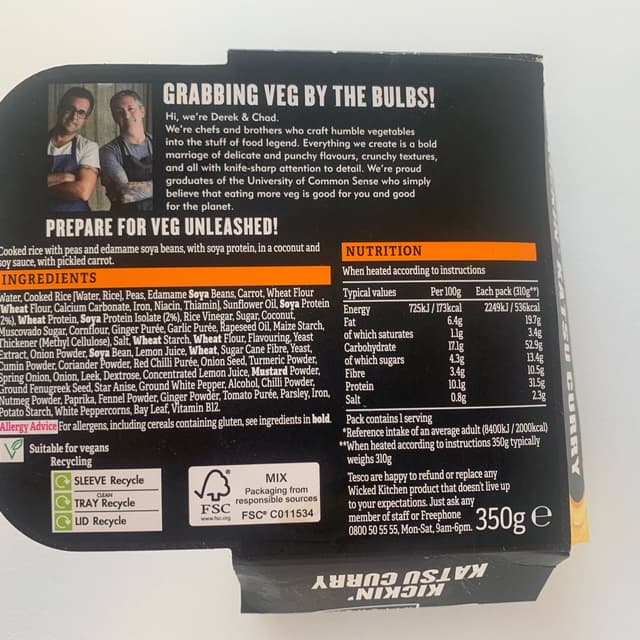 GRABBING VEG BY THE BULBS!
Hi, we're Derek & Chad.
We're chefs and brothers who craft humble vegetables
into the stuff of food legend. Everything we create is a bold
marriage of delicate and punchy flavours, crunchy textures,
and all with knife-sharp attention to detail. We're proud
graduates of the University of Common Sense who simply
believe that eating more veg is good for you and good
for the planet.
PREPARE FOR VEG UNLEASHED!
Cooked rice with peas and edamame soya beans, with soya protein, in a coconut and
soy sauce, with pickled carrot.
INGREDIENTS
Water, Cooked Rice [Water, Rice], Peas, Edamame Soya Beans, Carrot, Wheat Flour
[Wheat Flour, Calcium Carbonate, Iron, Niacin, Thiamin], Sunflower Oil, Soya Protein
(2%), Wheat Protein, Soya Protein Isolate (2%), Rice Vinegar, Sugar, Coconut,
Muscovado Sugar, Cornflour, Ginger Purée, Garlic Purée, Rapeseed Oil, Maize Starch,
Thickener (Methyl Cellulose), Salt, Wheat Starch, Wheat Flour, Flavouring, Yeast
Extract, Onion Powder, Soya Bean, Lemon Juice, Wheat, Sugar Cane Fibre, Yeast,
Cumin Powder, Coriander Powder, Red Chilli Purée, Onion Seed, Turmeric Powder,
Spring Onion, Onion, Leek, Dextrose, Concentrated Lemon Juice, Mustard Powder,
Ground Fenugreek Seed, Star Anise, Ground White Pepper, Alcohol, Chilli Powder,
Nutmeg Powder, Paprika, Fennel Powder, Ginger Powder, Tomato Purée, Parsley, Iron,
Potato Starch, White Peppercorns, Bay Leaf, Vitamin B12.
Allergy Advice For allergens, including cereals containing gluten, see ingredients in bold.
V
Suitable for vegans
Recycling
SLEEVE Recycle
CLEAN
TRAY Recycle
LID Recycle
FSC
www.fsc.org
MIX
Packaging from
responsible sources
FSC® C011534
NUTRITION
When heated according to instructions
Typical values Per 100g Each pack (310g**)
Energy 725kJ / 173kcal 2249kJ / 536kcal
Fat 6.4g 19.7g
of which saturates 1.1g 3.4g
Carbohydrate 17.1g 52.9g
of which sugars 4.3g 13.4g
Fibre 3.4g 10.5g
Protein 10.1g 31.5g
Salt 0.8g 2.3g
Pack contains 1 serving
*Reference intake of an average adult (8400kJ / 2000kcal)
**When heated according to instructions 350g typically
weighs 310g
Tesco are happy to refund or replace any
Wicked Kitchen product that doesn't live up
to your expectations. Just ask any
member of staff or Freephone
0800 50 55 55, Mon-Sat, 9am-6pm.
350g ℮
KICKIN'
KATSU CURRY
KATSU CURRY